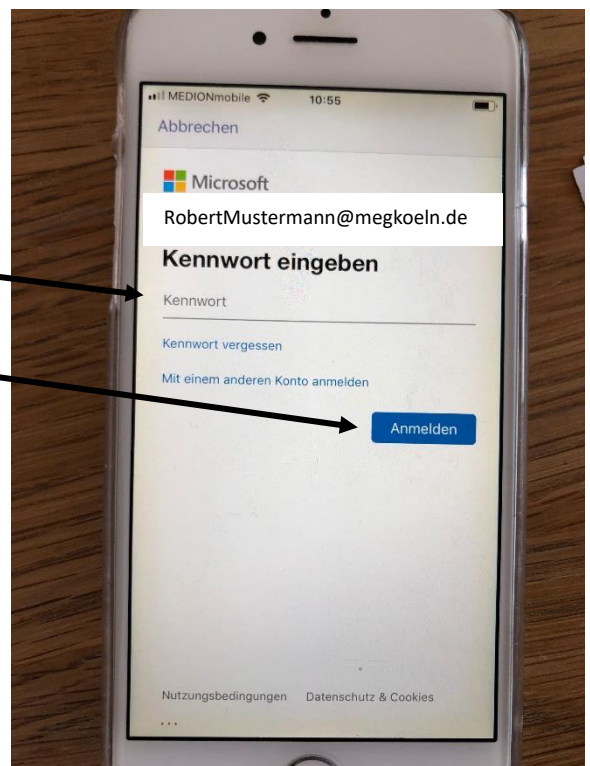 MEDIONmobile 10:55
Abbrechen
Microsoft
RobertMustermann@megkoeln.de
Kennwort eingeben
Kennwort
Kennwort vergessen
Mit einem anderen Konto anmelden
Anmelden
Nutzungsbedingungen Datenschutz & Cookies
...